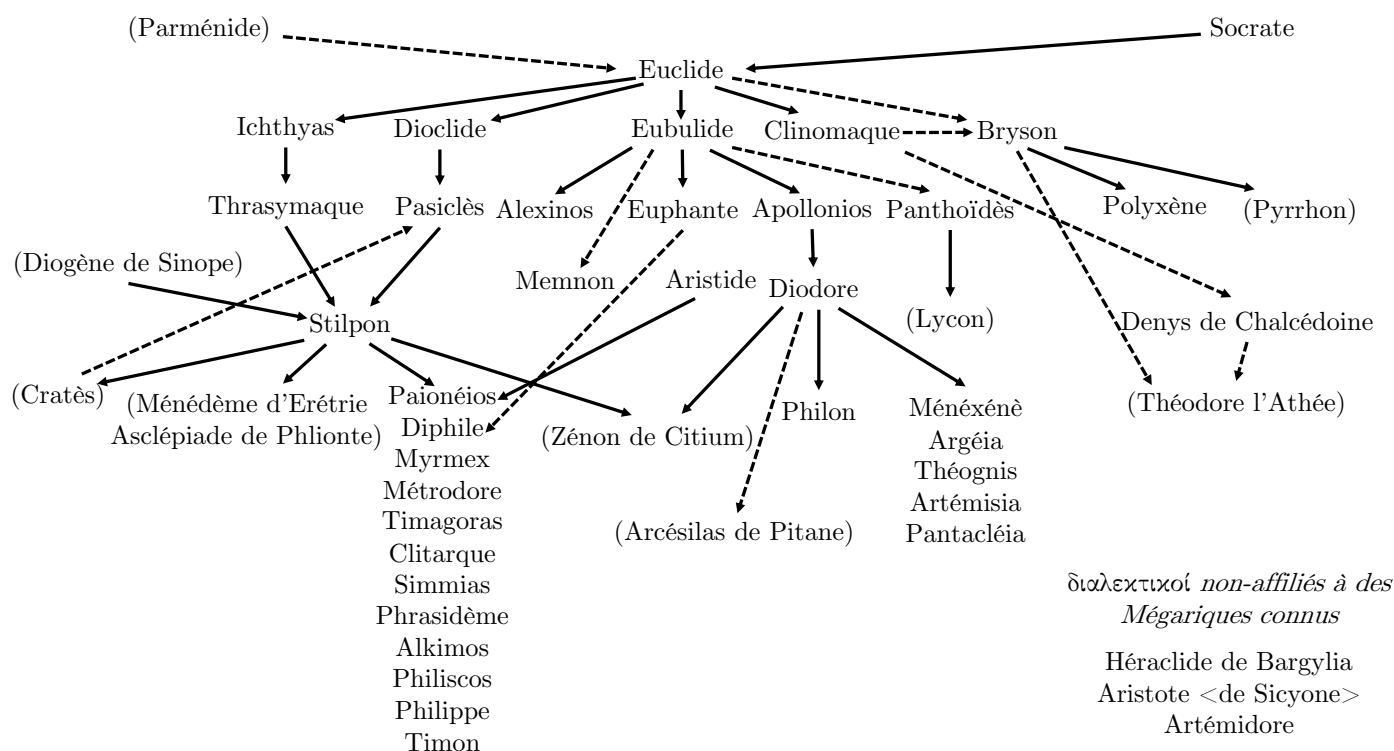 (Parménide)
Socrate
Euclide
Ichthyas
Dioclide
Eubulide
Clinomaque
Bryson
Thrasymaque
Pasiclès
Alexinos
Euphante
Apollonios
Panthoïdès
Polyxène
(Pyrrhon)
(Diogène de Sinope)
Memnon
Aristide
Diodore
Stilpon
(Lycon)
Denys de Chalcédoine
(Cratès)
(Ménédème d'Erétrie
Asclépiade de Phlionte)
Paionéios
Diphile
Myrmex
Métrodore
Timagoras
Clitarque
Simmias
Phrasidème
Alkimos
Philiscos
Philippe
Timon
(Zénon de Citium)
Philon
(Arcésilas de Pitane)
Ménéxénè
Argéia
Théognis
Artémisia
Pantacléia
(Théodore l'Athée)
διαλεκτικοί non-affiliés à des
Mégariques connus
Héraclide de Bargylia
Aristote <de Sicyone>
Artémidore